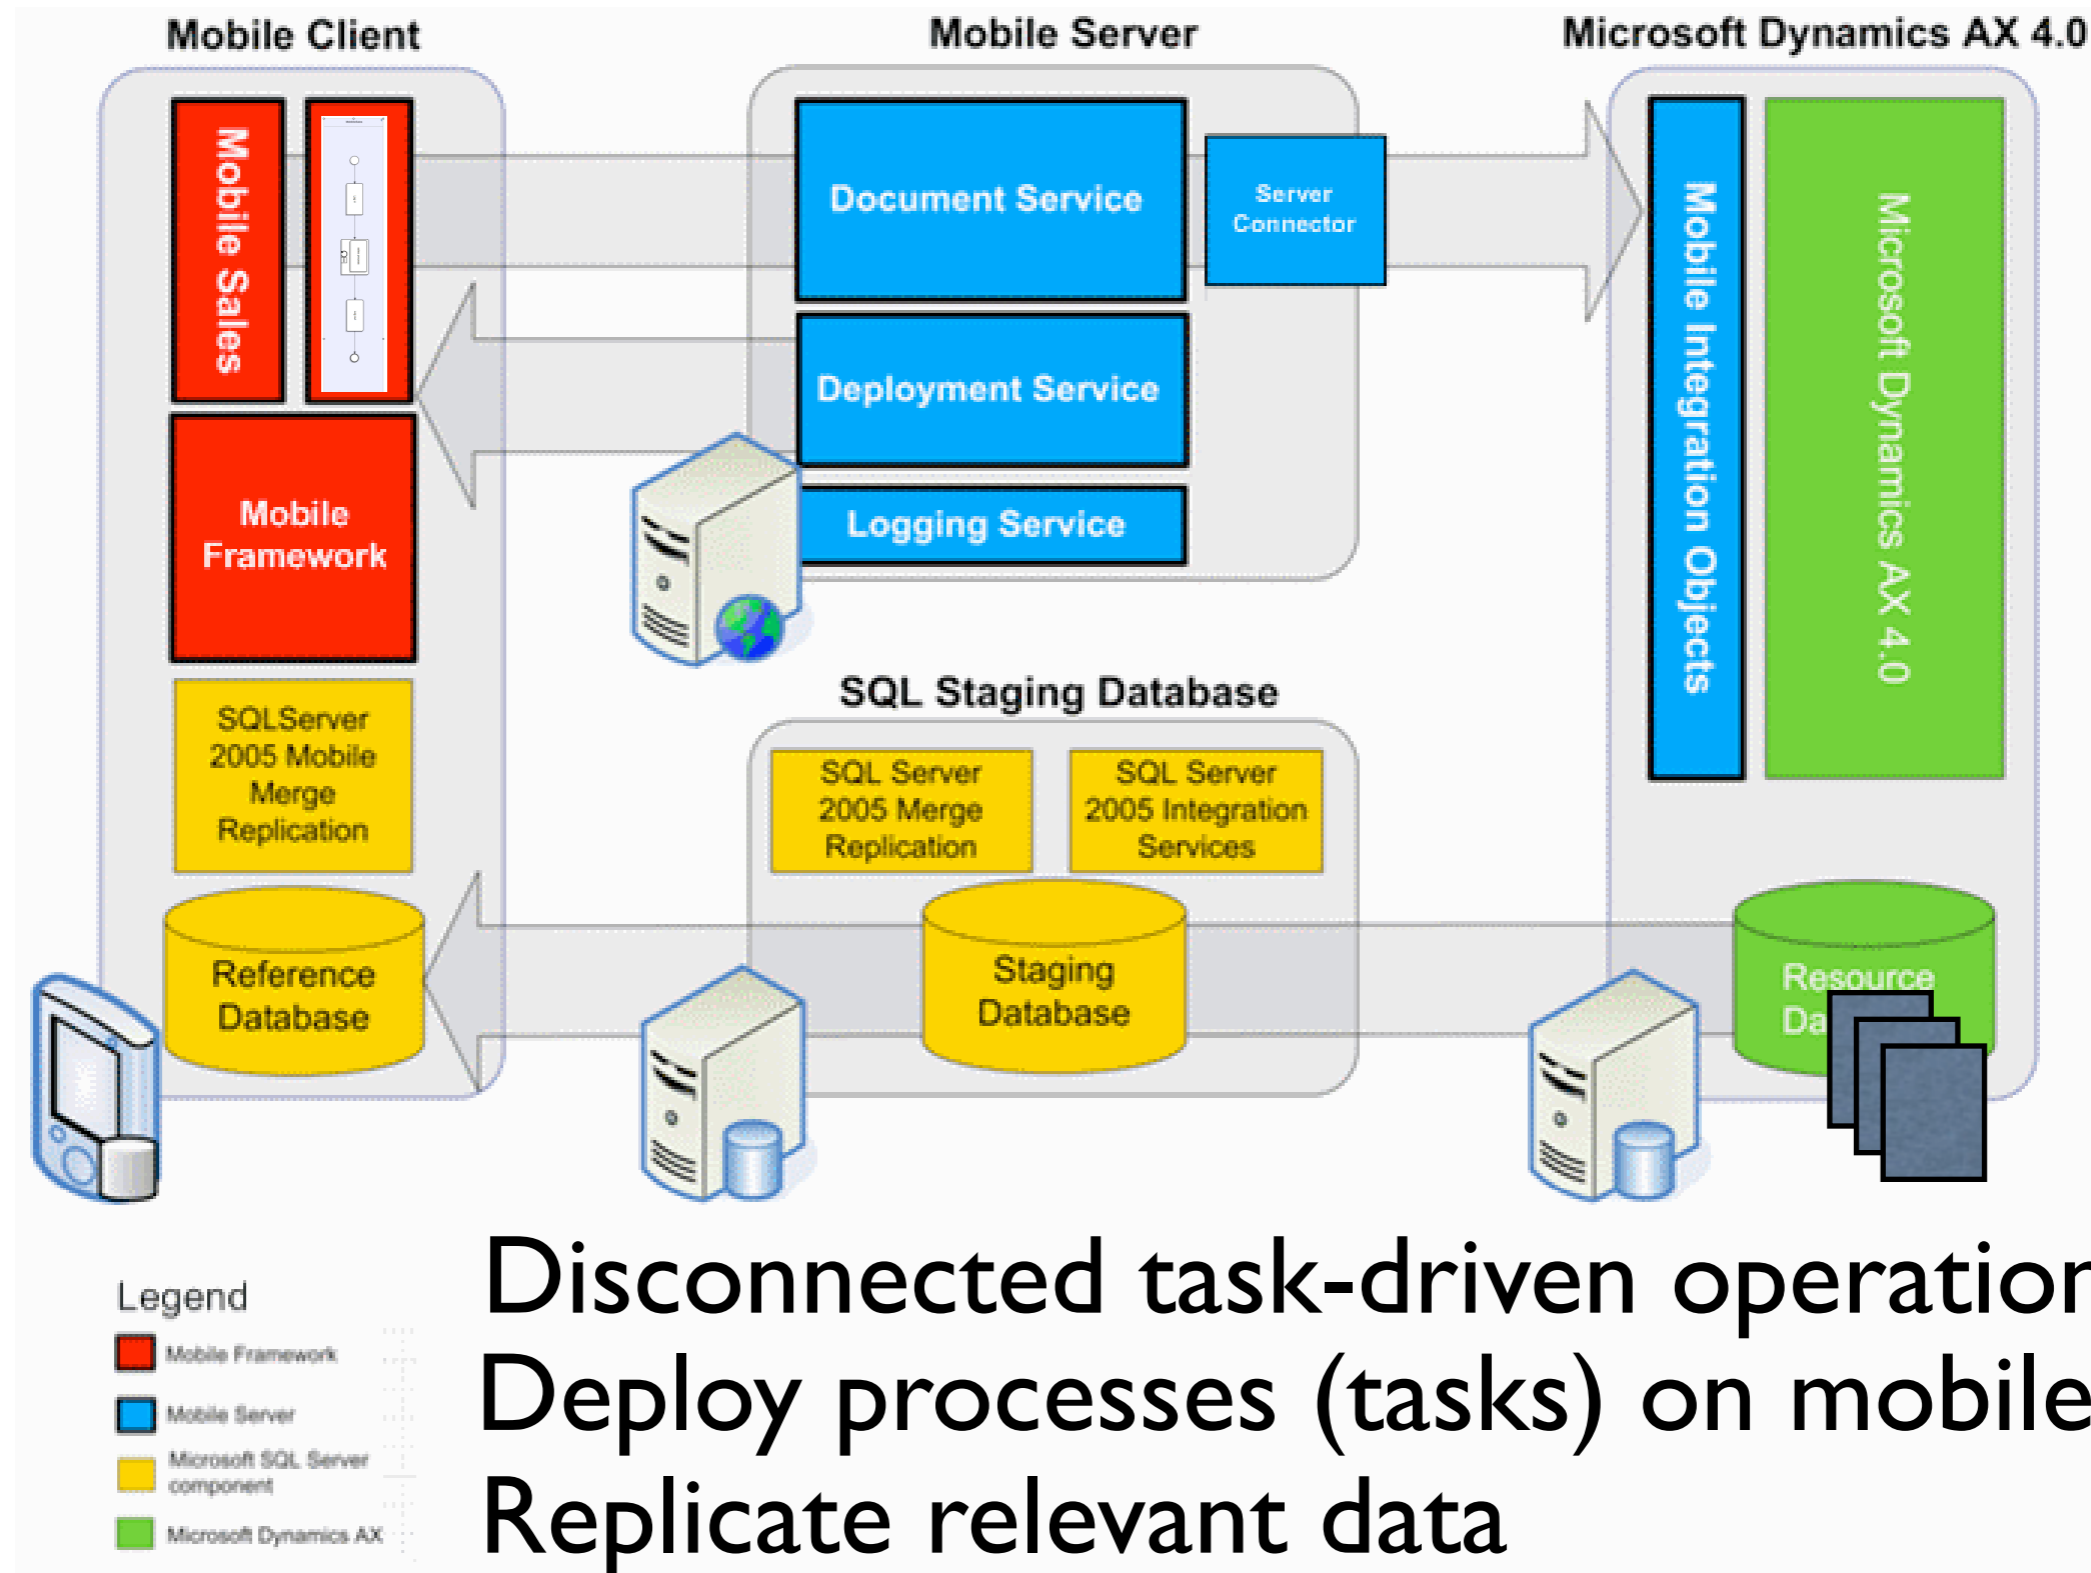 Mobile Client
Mobile Server
Microsoft Dynamics AX 4.0
Mobile Sales
Document Service
Server
Connector
Mobile Integration Objects
Microsoft Dynamics AX 4.0
Deployment Service
Mobile
Framework
Logging Service
SQL Staging Database
SQLServer
2005 Mobile
Merge
Replication
SQL Server
2005 Merge
Replication
SQL Server
2005 Integration
Services
Reference
Database
Staging
Database
Resource
Da
Legend
Mobile Framework
Mobile Server
Microsoft SQL Server
component
Microsoft Dynamics AX
Disconnected task-driven operation
Deploy processes (tasks) on mobile
Replicate relevant data